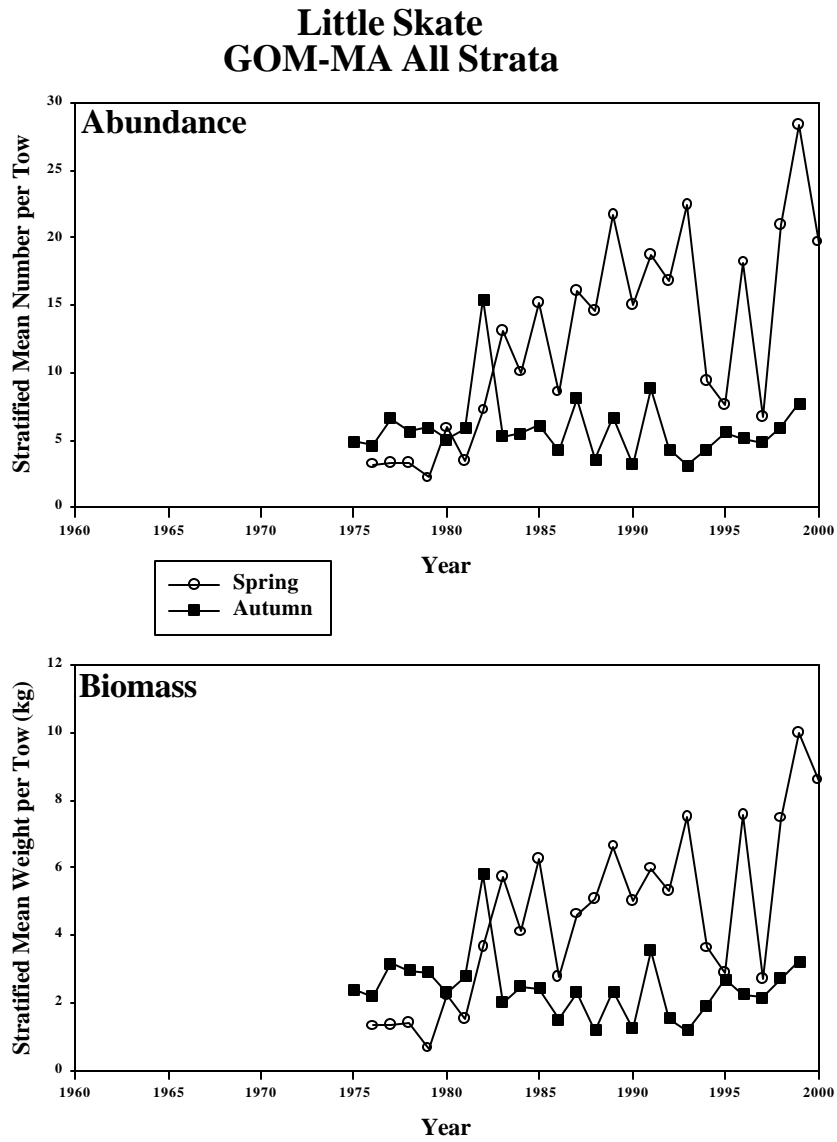 Little Skate
GOM-MA All Strata
Abundance
Stratified Mean Number per Tow
30
25
20
15
10
5
0
1960 1965 1970 1975 1980 1985 1990 1995 2000
Year
Spring
Autumn
Biomass
Stratified Mean Weight per Tow (kg)
12
10
8
6
4
2
0
1960 1965 1970 1975 1980 1985 1990 1995 2000
Year